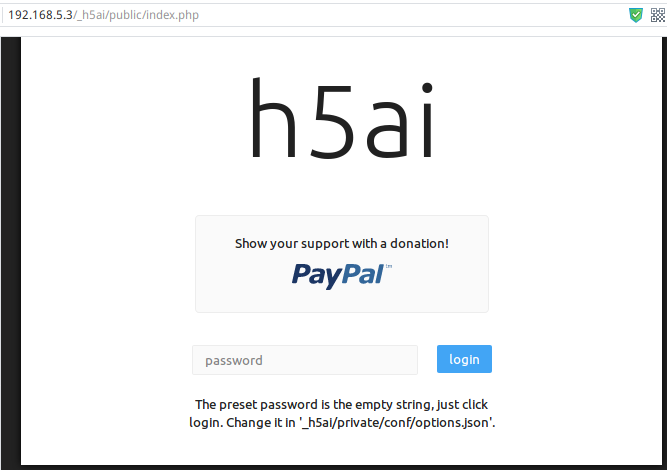 192.168.5.3/_h5ai/public/index.php
h5ai
Show your support with a donation!
PayPal™
password
login
The preset password is the empty string, just click
login. Change it in '_h5ai/private/conf/options.json'.